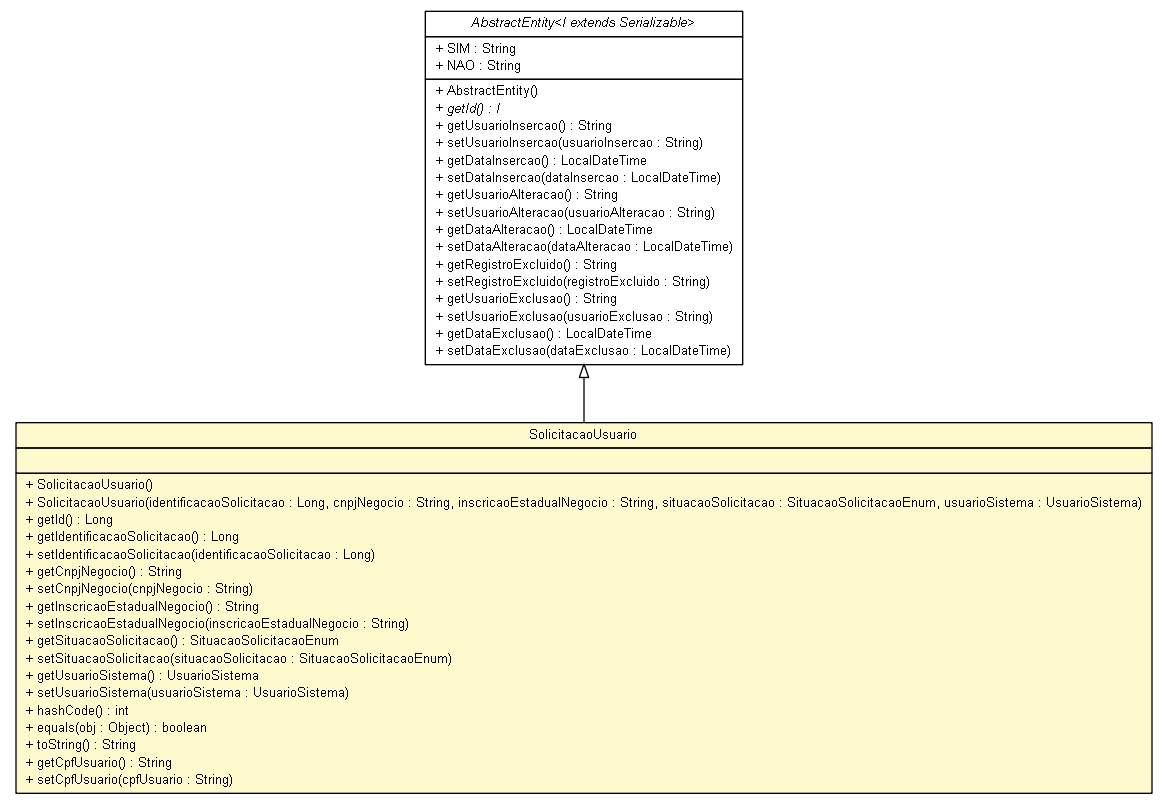 AbstractEntity<I extends Serializable>
+ SIM : String
+ NAO : String
+ AbstractEntity()
+ getId() : I
+ getUsuarioInsercao() : String
+ setUsuarioInsercao(usuarioInsercao : String)
+ getDataInsercao() : LocalDateTime
+ setDataInsercao(dataInsercao : LocalDateTime)
+ getUsuarioAlteracao() : String
+ setUsuarioAlteracao(usuarioAlteracao : String)
+ getDataAlteracao() : LocalDateTime
+ setDataAlteracao(dataAlteracao : LocalDateTime)
+ getRegistroExcluido() : String
+ setRegistroExcluido(registroExcluido : String)
+ getUsuarioExclusao() : String
+ setUsuarioExclusao(usuarioExclusao : String)
+ getDataExclusao() : LocalDateTime
+ setDataExclusao(dataExclusao : LocalDateTime)
SolicitacaoUsuario
+ SolicitacaoUsuario()
+ SolicitacaoUsuario(identificacaoSolicitacao : Long, cnpjNegocio : String, inscricaoEstadualNegocio : String, situacaoSolicitacao : SituacaoSolicitacaoEnum, usuarioSistema : UsuarioSistema)
+ getId() : Long
+ getIdentificacaoSolicitacao() : Long
+ setIdentificacaoSolicitacao(identificacaoSolicitacao : Long)
+ getCnpjNegocio() : String
+ setCnpjNegocio(cnpjNegocio : String)
+ getInscricaoEstadualNegocio() : String
+ setInscricaoEstadualNegocio(inscricaoEstadualNegocio : String)
+ getSituacaoSolicitacao() : SituacaoSolicitacaoEnum
+ setSituacaoSolicitacao(situacaoSolicitacao : SituacaoSolicitacaoEnum)
+ getUsuarioSistema() : UsuarioSistema
+ setUsuarioSistema(usuarioSistema : UsuarioSistema)
+ hashCode() : int
+ equals(obj : Object) : boolean
+ toString() : String
+ getCpfUsuario() : String
+ setCpfUsuario(cpfUsuario : String)